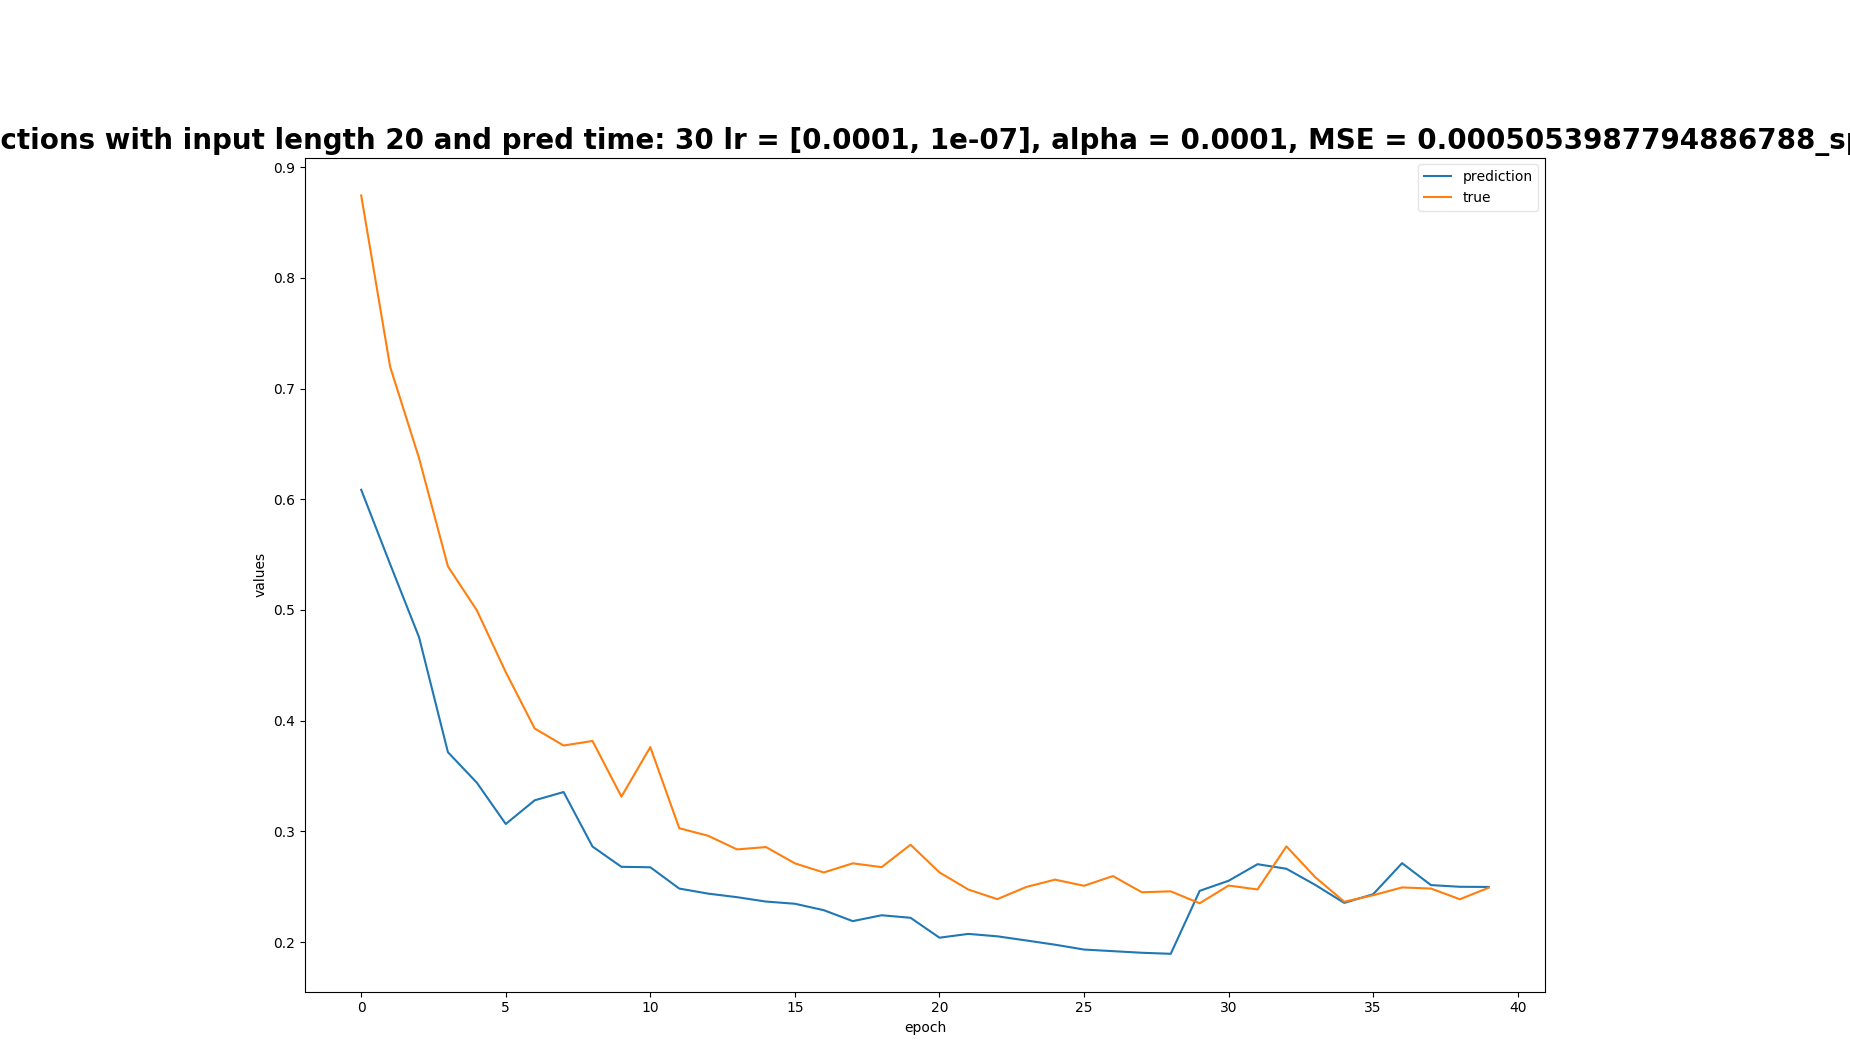 ctions with input length 20 and pred time: 30 lr = [0.0001, 1e-07], alpha = 0.0001, MSE = 0.0005053987794886788_sp
prediction
true
0.9
0.8
0.7
0.6
0.5
0.4
0.3
0.2
values
0 5 10 15 20 25 30 35 40
epoch